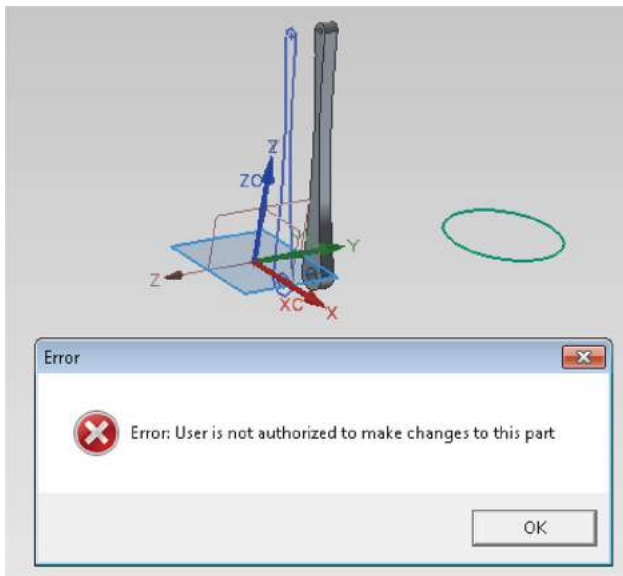 Z
ZC
Y
Z
XC
X
Error
Error: User is not authorized to make changes to this part
OK